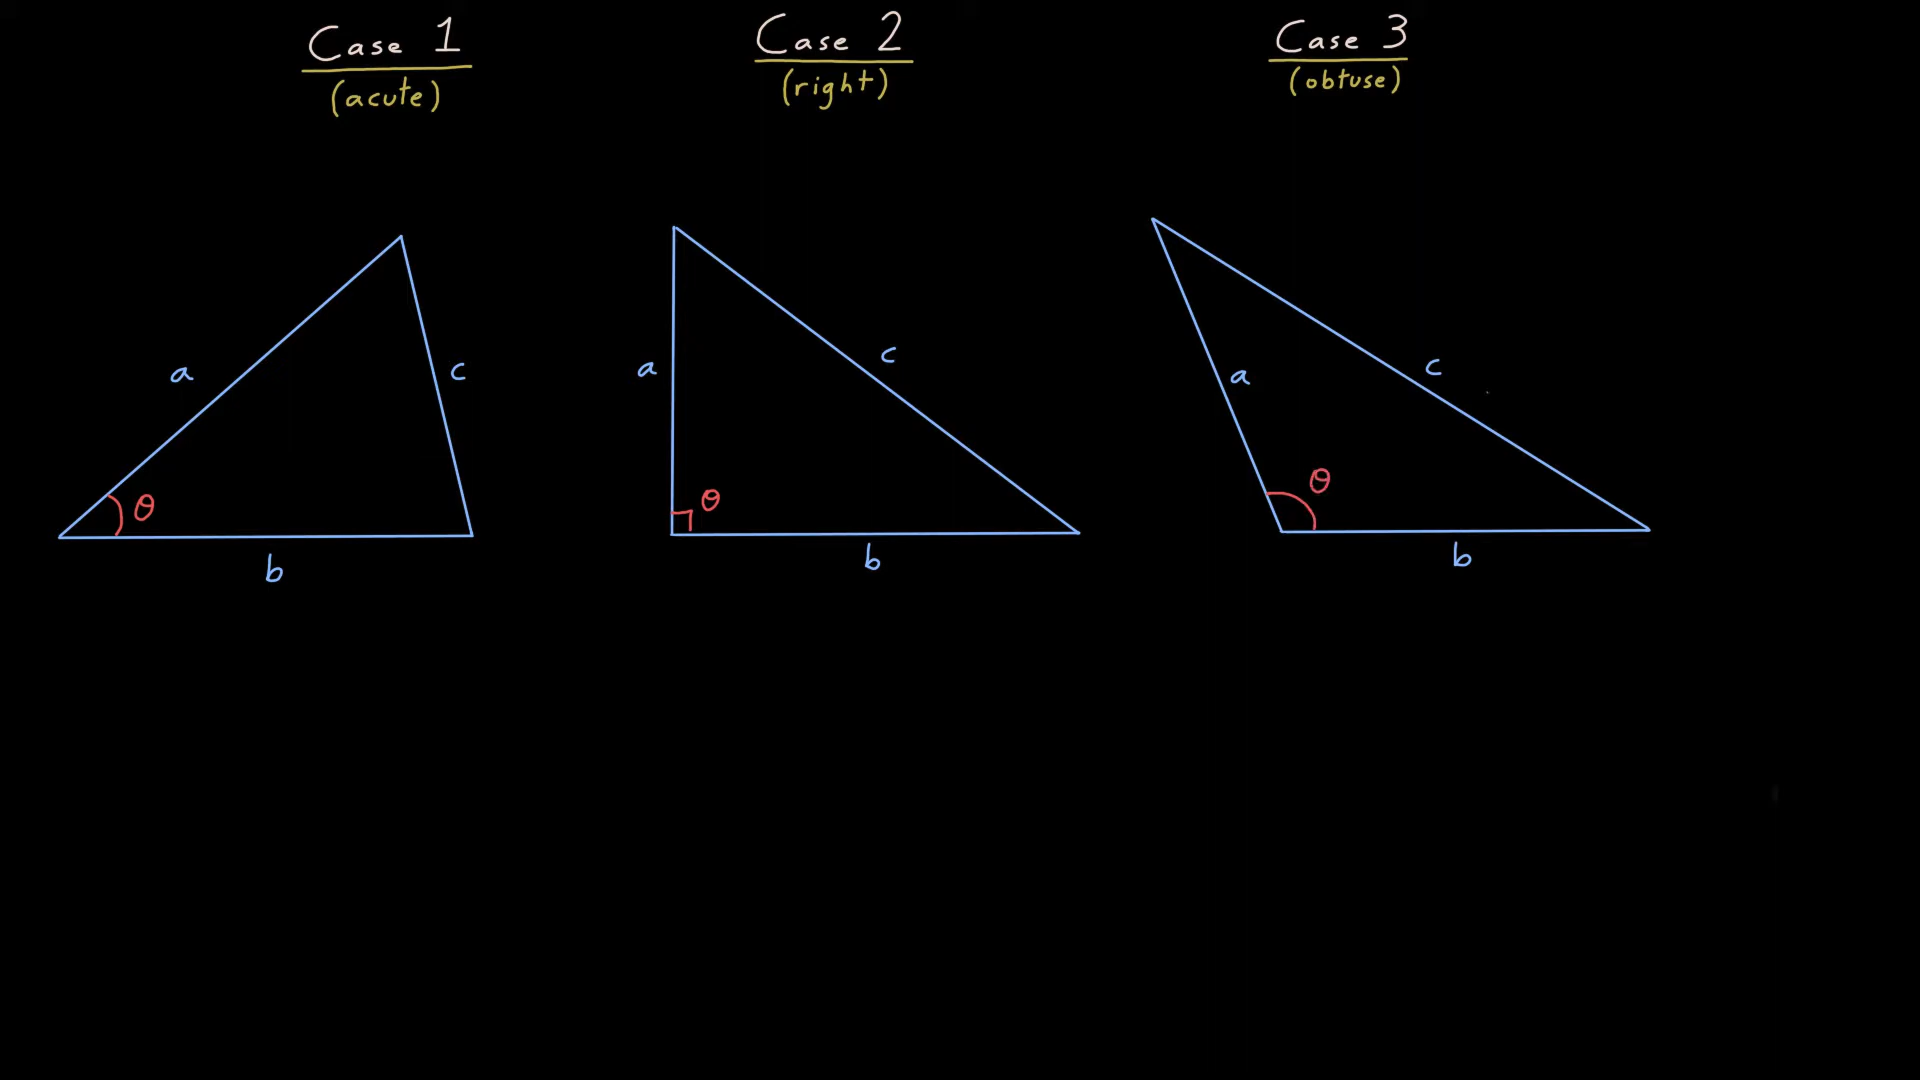 Case 1
(acute)
a
c
θ
b
Case 2
(right)
a
c
θ
b
Case 3
(obtuse)
a
c
θ
b